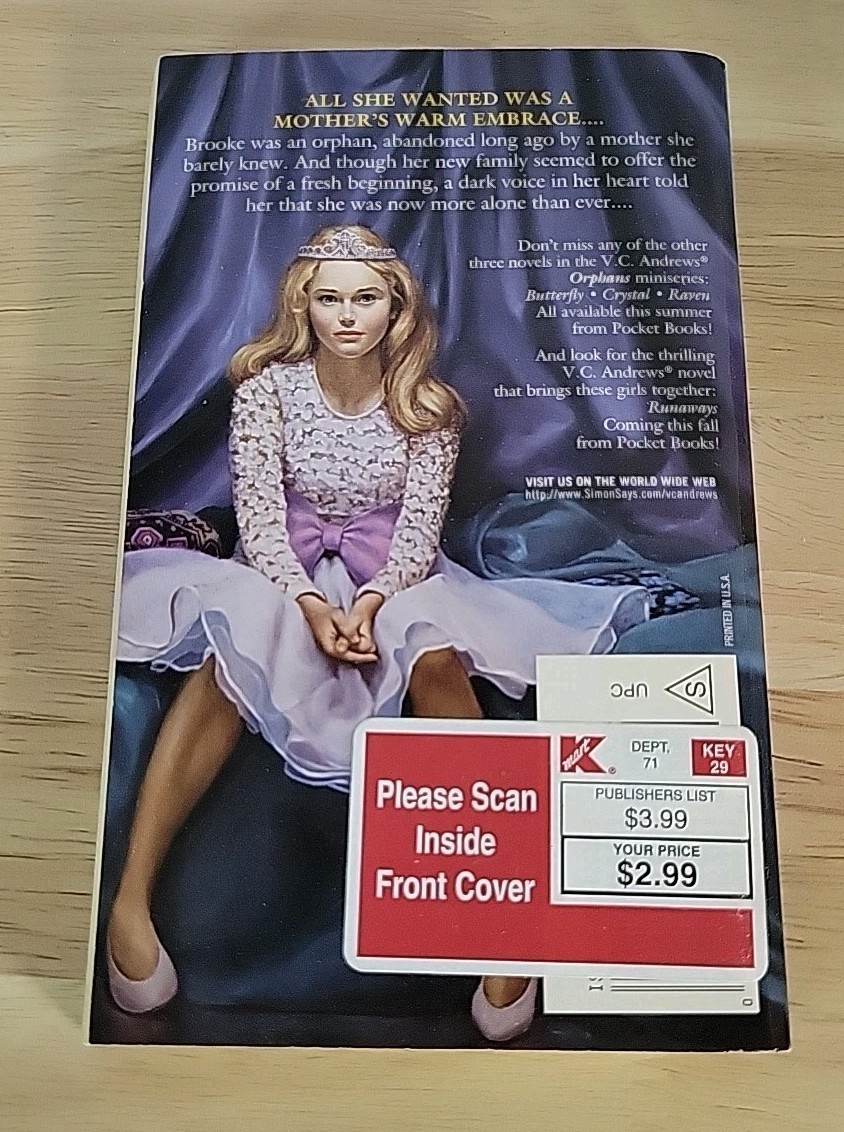 ALL SHE WANTED WAS A
MOTHER'S WARM EMBRACE....
Brooke was an orphan, abandoned long ago by a mother she
barely knew. And though her new family seemed to offer the
promise of a fresh beginning, a dark voice in her heart told
her that she was now more alone than ever....
Don't miss any of the other
three novels in the V.C. Andrews®
Orphans miniseries:
Butterfly • Crystal • Raven
All available this summer
from Pocket Books!
And look for the thrilling
V.C. Andrews® novel
that brings these girls together:
Runaways
Coming this fall
from Pocket Books!
VISIT US ON THE WORLD WIDE WEB
http://www.SimonSays.com/vcandrews
PRINTED IN U.S.A.
S UPC
Please Scan
Inside
Front Cover
Kmart®
DEPT.
71
KEY
29
PUBLISHERS LIST
$3.99
YOUR PRICE
$2.99